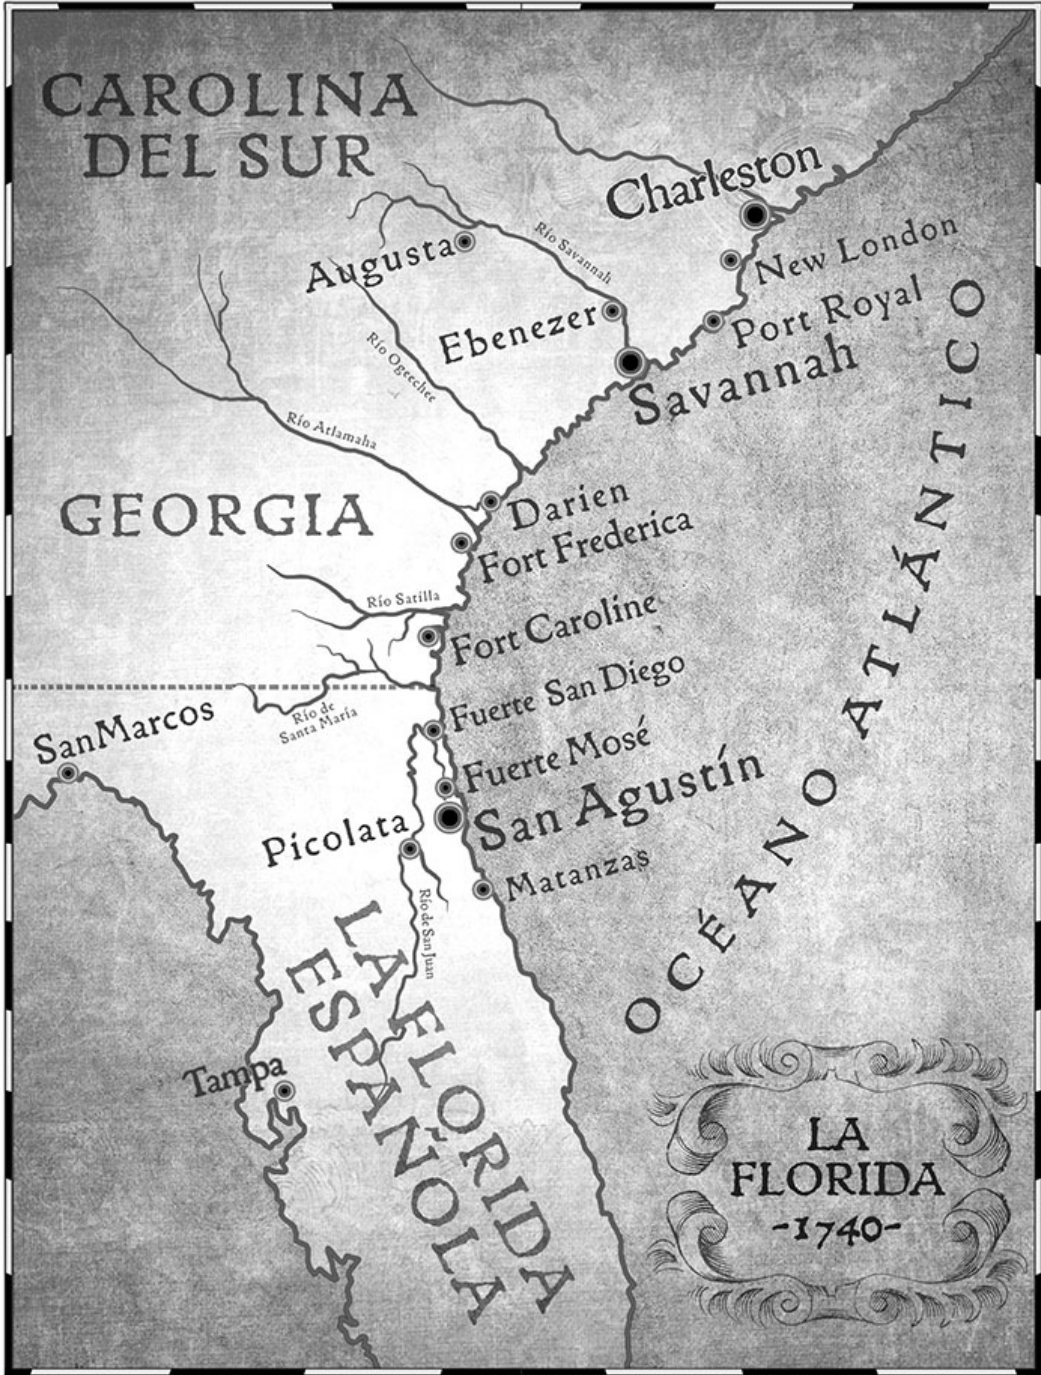 CAROLINA
DEL SUR
Charleston
New London
Augusta
Río Savannah
Port Royal
Ebenezer
Savannah
Río Ogeechee
Río Atlamaha
GEORGIA
Darien
Fort Frederica
Río Satilla
Fort Caroline
Fuerte San Diego
Río de
Santa María
San Marcos
Fuerte Mosé
San Agustín
Picolata
Matanzas
Río de San Juan
LA FLORIDA
ESPAÑOLA
Tampa
OCÉANO ATLÁNTICO
LA
FLORIDA
-1740-